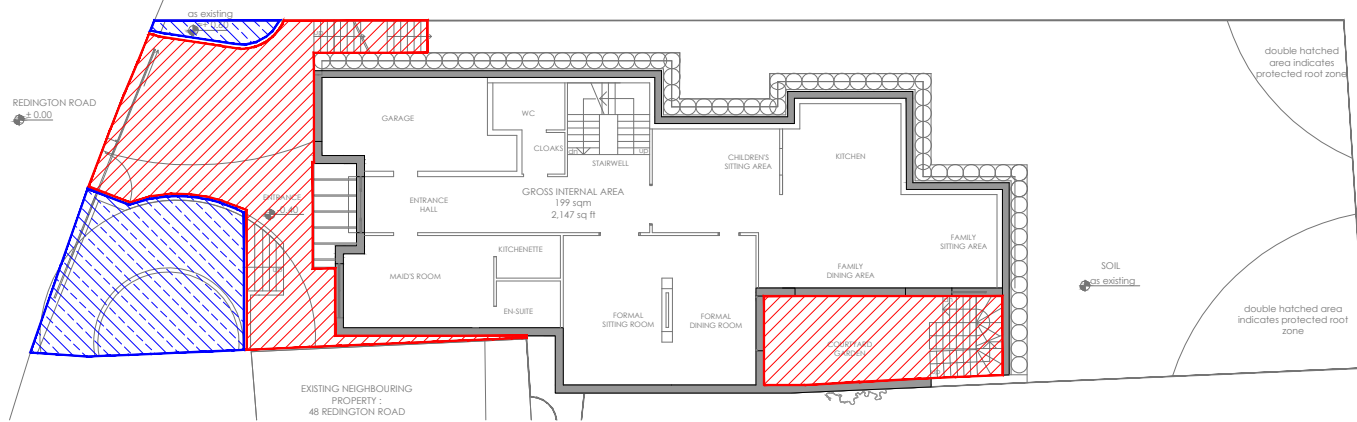 as existing
REDINGTON ROAD
± 0.00
double hatched
area indicates
protected root zone
GARAGE
WC
CLOAKS
dn
up
STAIRWELL
CHILDREN'S
SITTING AREA
KITCHEN
GROSS INTERNAL AREA
199 sqm
2,147 sq ft
ENTRANCE
ENTRANCE
HALL
KITCHENETTE
MAID'S ROOM
EN-SUITE
FORMAL
SITTING ROOM
FORMAL
DINING ROOM
FAMILY
DINING AREA
FAMILY
SITTING AREA
COURTYARD
GARDEN
SOIL
as existing
double hatched area
indicates protected root
zone
EXISTING NEIGHBOURING
PROPERTY :
48 REDINGTON ROAD